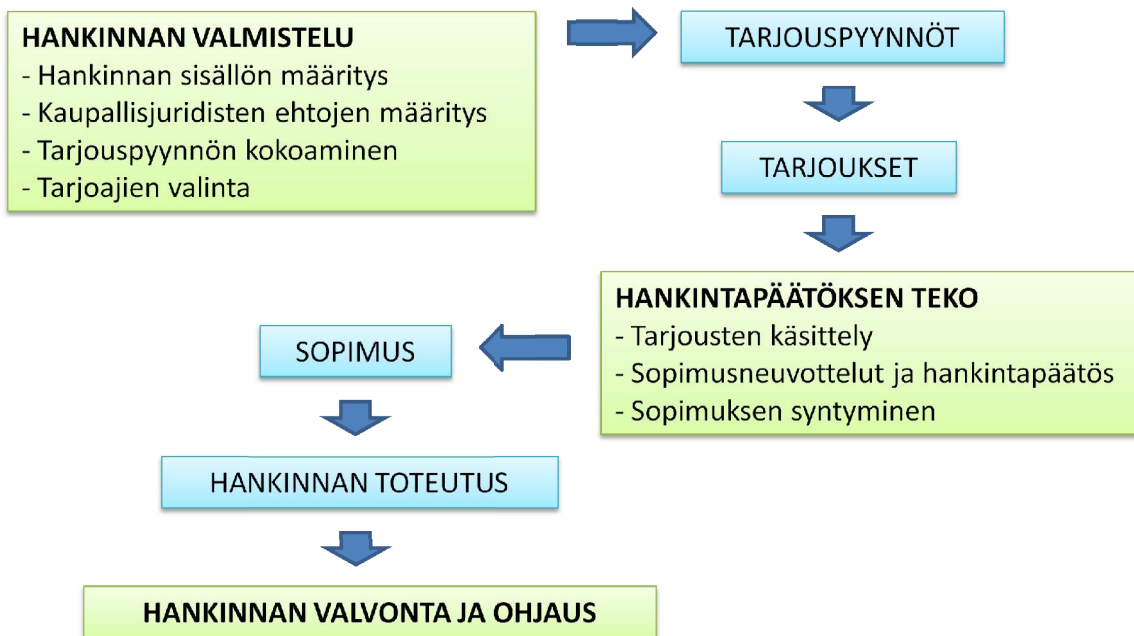 HANKINNAN VALMISTELU
- Hankinnan sisällön määritys
- Kaupallisjuridisten ehtojen määritys
- Tarjouspyynnön kokoaminen
- Tarjoajien valinta
TARJOUSPYYNNÖT
TARJOUKSET
HANKINTAPÄÄTÖKSEN TEKO
- Tarjousten käsittely
- Sopimusneuvottelut ja hankintapäätös
- Sopimuksen syntyminen
SOPIMUS
HANKINNAN TOTEUTUS
HANKINNAN VALVONTA JA OHJAUS